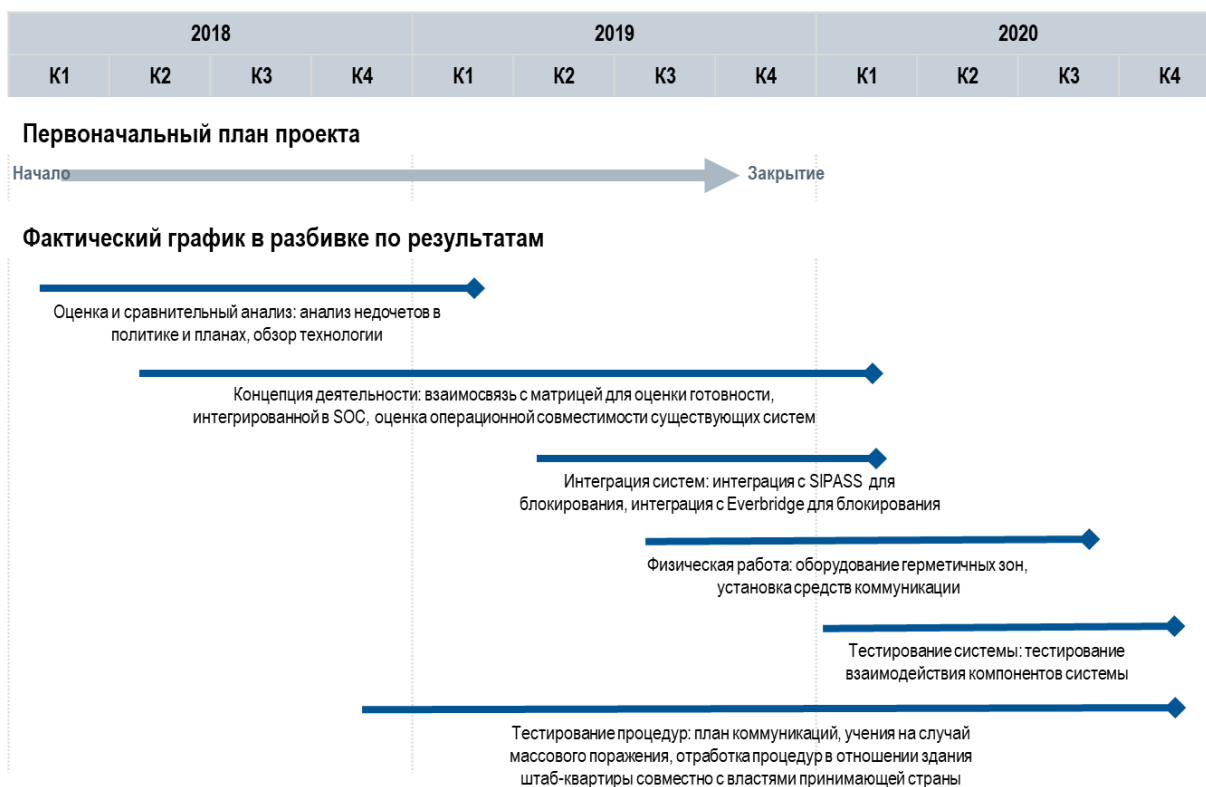 2018 2019 2020
К1 К2 К3 К4 К1 К2 К3 К4 К1 К2 К3 К4
Первоначальный план проекта
Начало Закрытие
Фактический график в разбивке по результатам
Оценка и сравнительный анализ: анализ недочетов в
политике и планах, обзор технологии
Концепция деятельности: взаимосвязь с матрицей для оценки готовности,
интегрированной в SOC, оценка операционной совместимости существующих систем
Интеграция систем: интеграция с SIPASS для
блокирования, интеграция с Everbridge для блокирования
Физическая работа: оборудование герметичных зон,
установка средств коммуникации
Тестирование системы: тестирование
взаимодействия компонентов системы
Тестирование процедур: план коммуникаций, учения на случай
массового поражения, отработка процедур в отношении здания
штаб-квартиры совместно с властями принимающей страны